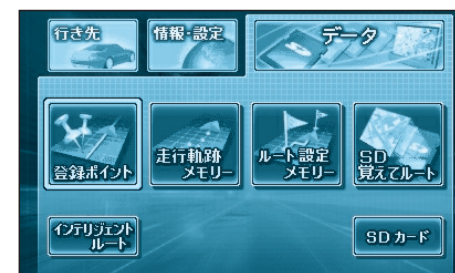 行き先
情報・設定
データ
登録ポイント
走行軌跡
メモリー
ルート設定
メモリー
SD
覚えてルート
インテリジェント
ルート
SDカード